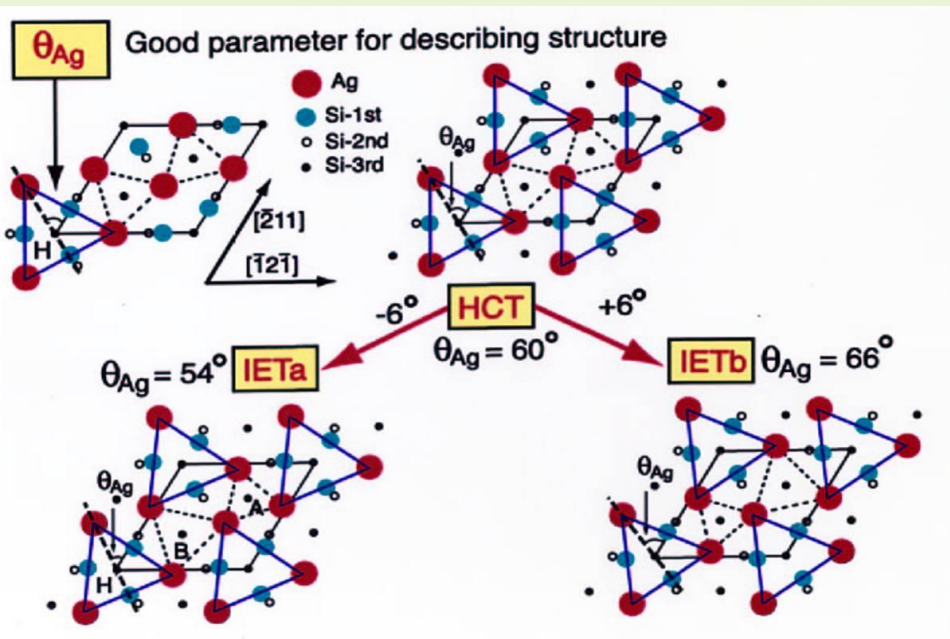 θAg Good parameter for describing structure
Ag
Si-1st
Si-2nd
Si-3rd
θAg
[2̄11]
[1̄21̄]
H
-6° HCT +6°
θAg = 60°
θAg = 54° IETa
IETb θAg = 66°
θAg
θAg
A
B
H